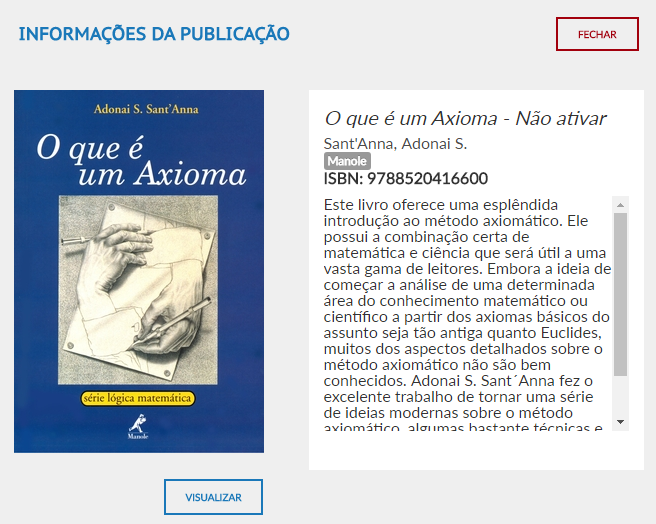 INFORMAÇÕES DA PUBLICAÇÃO
FECHAR
Adonai S. Sant'Anna
O que é
um Axioma
série lógica matemática
Manole
VISUALIZAR
O que é um Axioma - Não ativar
Sant'Anna, Adonai S.
Manole
ISBN: 9788520416600
Este livro oferece uma esplêndida
introdução ao método axiomático. Ele
possui a combinação certa de
matemática e ciência que será útil a uma
vasta gama de leitores. Embora a ideia de
começar a análise de uma determinada
área do conhecimento matemático ou
científico a partir dos axiomas básicos do
assunto seja tão antiga quanto Euclides,
muitos dos aspectos detalhados sobre o
método axiomático não são bem
conhecidos. Adonai S. Sant´Anna fez o
excelente trabalho de tornar uma série
de ideias modernas sobre o método
axiomático, algumas bastante técnicas e